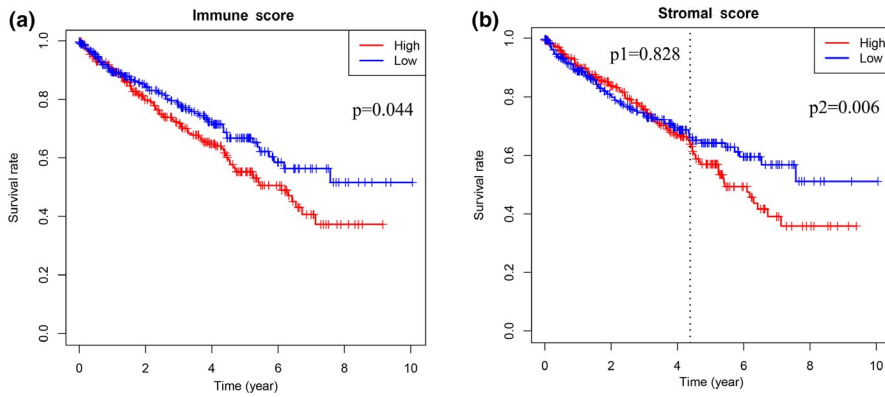 (a)
Immune score
High
Low
p=0.044
Survival rate
1.0
0.8
0.6
0.4
0.2
0.0
0 2 4 6 8 10
Time (year)
(b)
Stromal score
High
Low
p1=0.828
p2=0.006
Survival rate
1.0
0.8
0.6
0.4
0.2
0.0
0 2 4 6 8 10
Time (year)